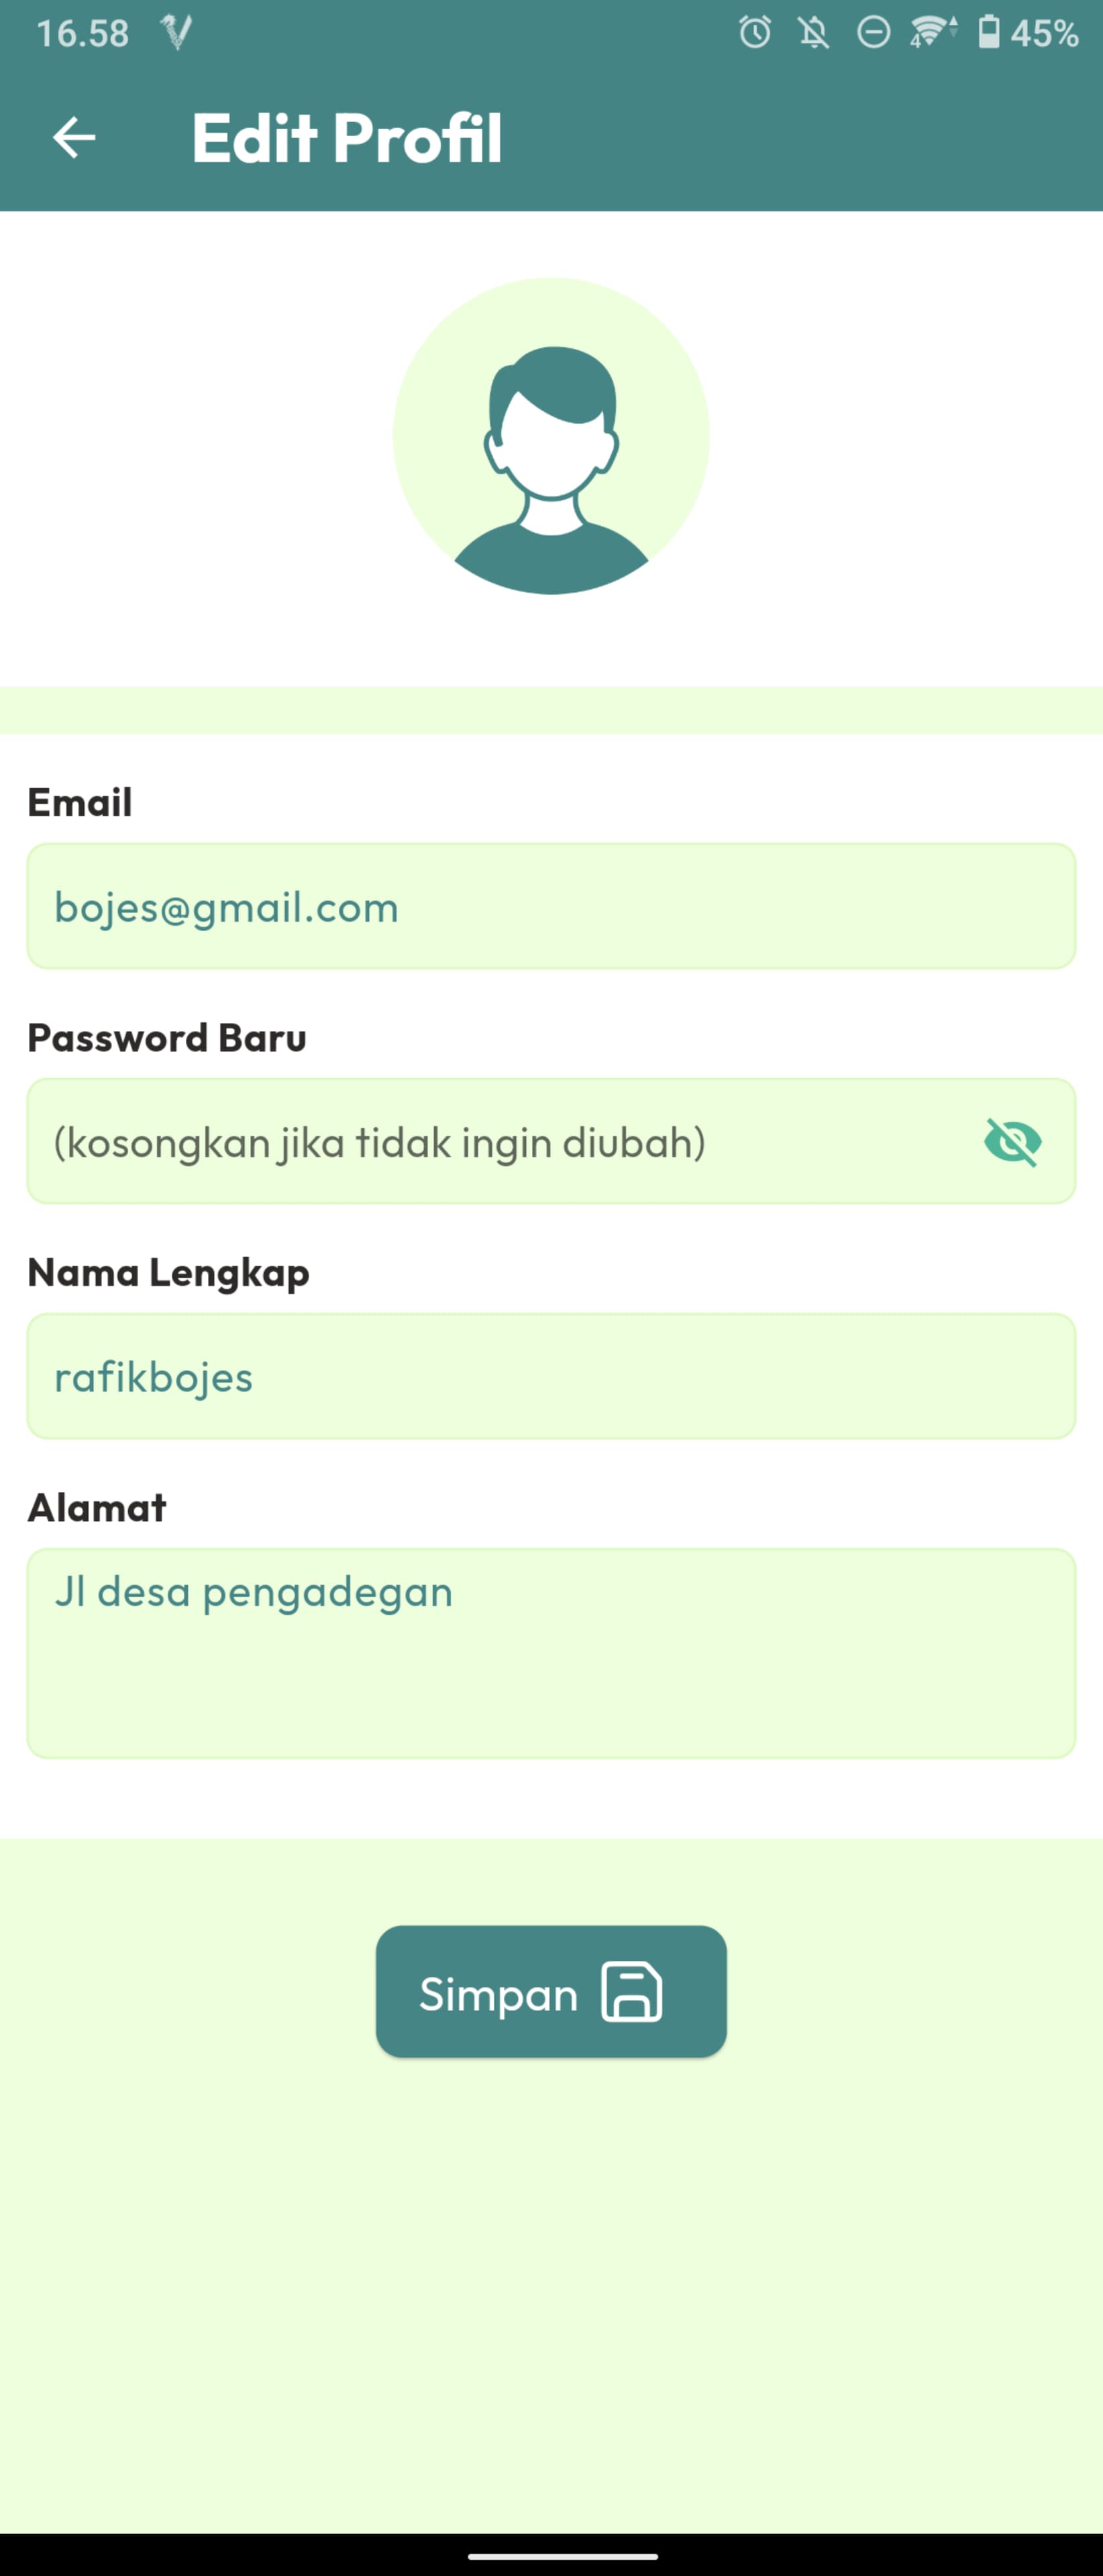 16.58
4
45%
Edit Profil
Email
bojes@gmail.com
Password Baru
(kosongkan jika tidak ingin diubah)
Nama Lengkap
rafikbojes
Alamat
Jl desa pengadegan
Simpan